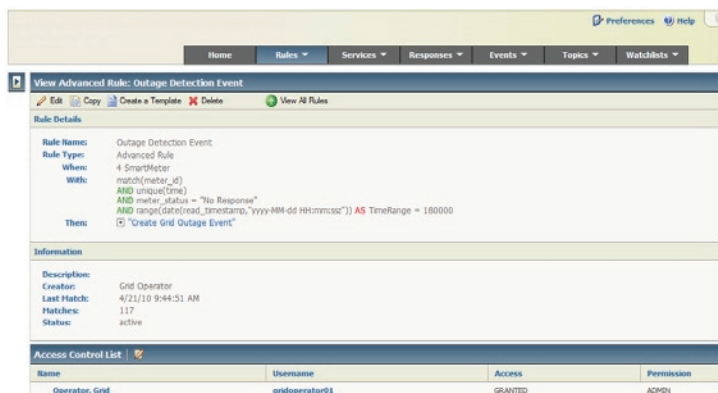 Preferences Help
Home Rules Services Responses Events Topics Watchlists
View Advanced Rule: Outage Detection Event
Edit Copy Create a Template Delete View All Rules
Rule Details
Rule Name: Outage Detection Event
Rule Type: Advanced Rule
When: 4 SmartMeter
With: match(meter_id)
AND unique(time)
AND meter_status = "No Response"
AND range(date(read_timestamp,"yyyy-MM-dd HH:mm:ssz")) AS TimeRange = 180000
Then: "Create Grid Outage Event"
Information
Description:
Creator: Grid Operator
Last Match: 4/21/10 9:44:51 AM
Matches: 117
Status: active
Access Control List
Name Username Access Permission
Operator, Grid gridoperator01 GRANTED ADMIN